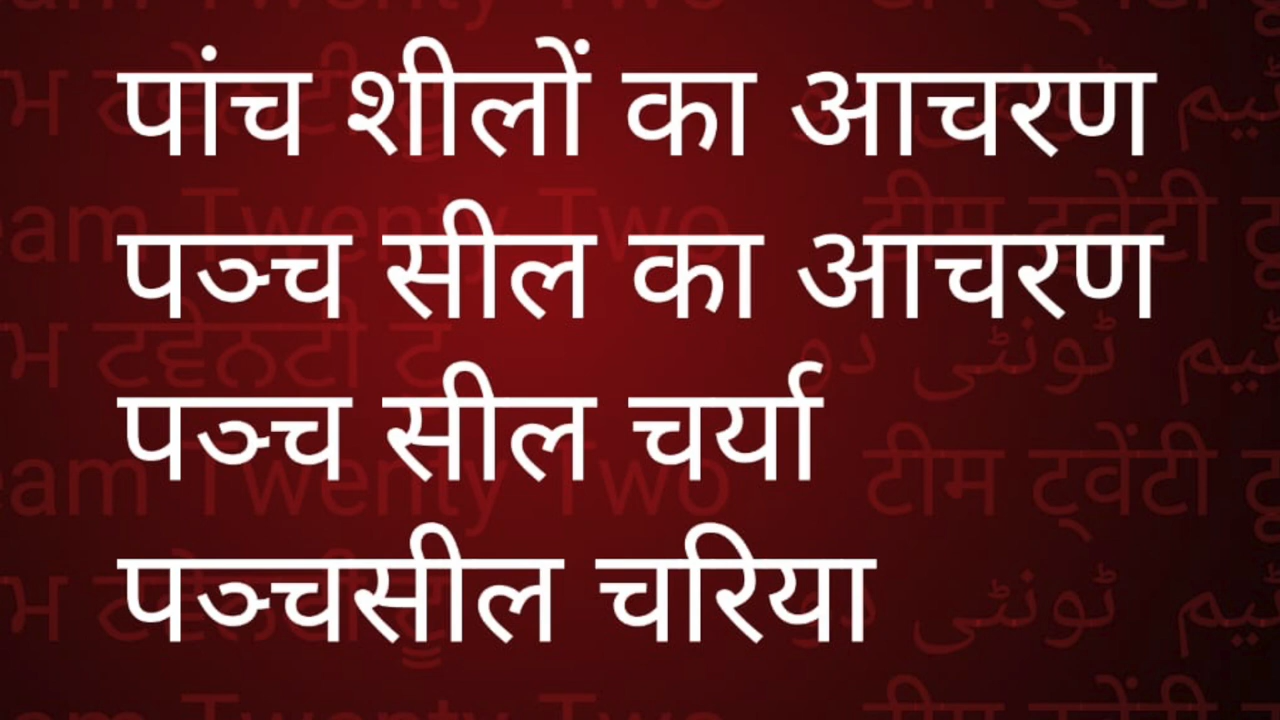 पांच शीलों का आचरण
पञ्च सील का आचरण
पञ्च सील चर्या
पञ्चसील चरिया